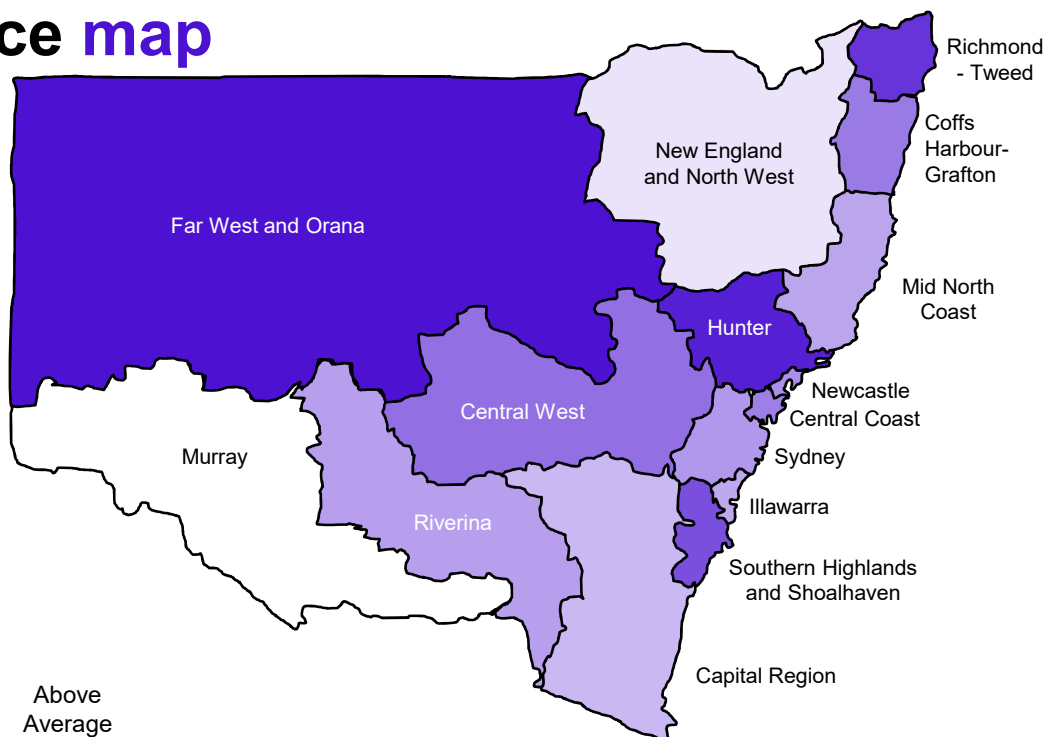 map
Richmond
- Tweed
Coffs
Harbour-
Grafton
New England
and North West
Far West and Orana
Mid North
Coast
Hunter
Newcastle
Central Coast
Central West
Sydney
Murray
Illawarra
Riverina
Southern Highlands
and Shoalhaven
Capital Region
Above
Average